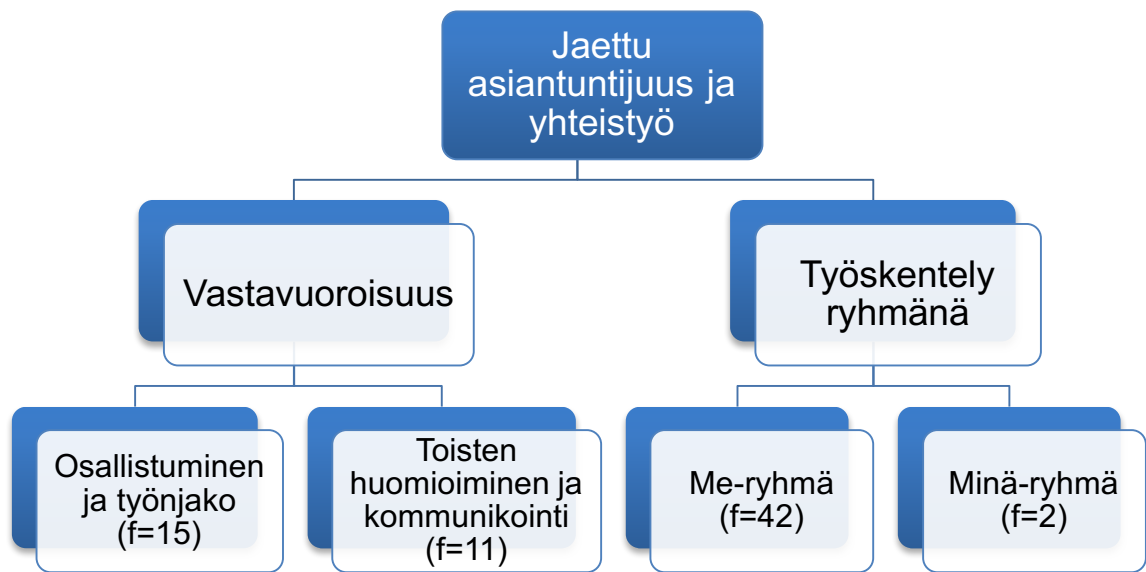 Jaettu
asiantuntijuus ja
yhteistyö
Vastavuoroisuus
Työskentely
ryhmänä
Osallistuminen
ja työnjako
(f=15)
Toisten
huomioiminen ja
kommunikointi
(f=11)
Me-ryhmä
(f=42)
Minä-ryhmä
(f=2)